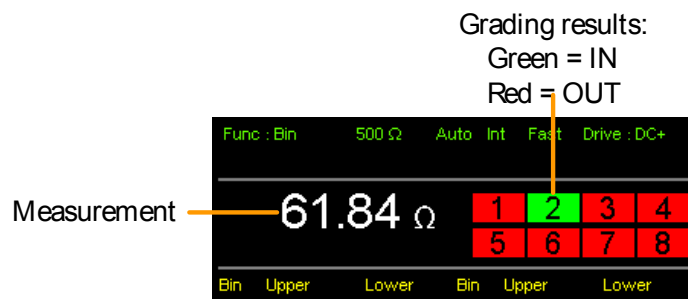 Grading results:
Green = IN
Red = OUT
Func : Bin 500 Ω Auto Int Fast Drive : DC+
Measurement
61.84 Ω
1 2 3 4
5 6 7 8
Bin Upper Lower Bin Upper Lower